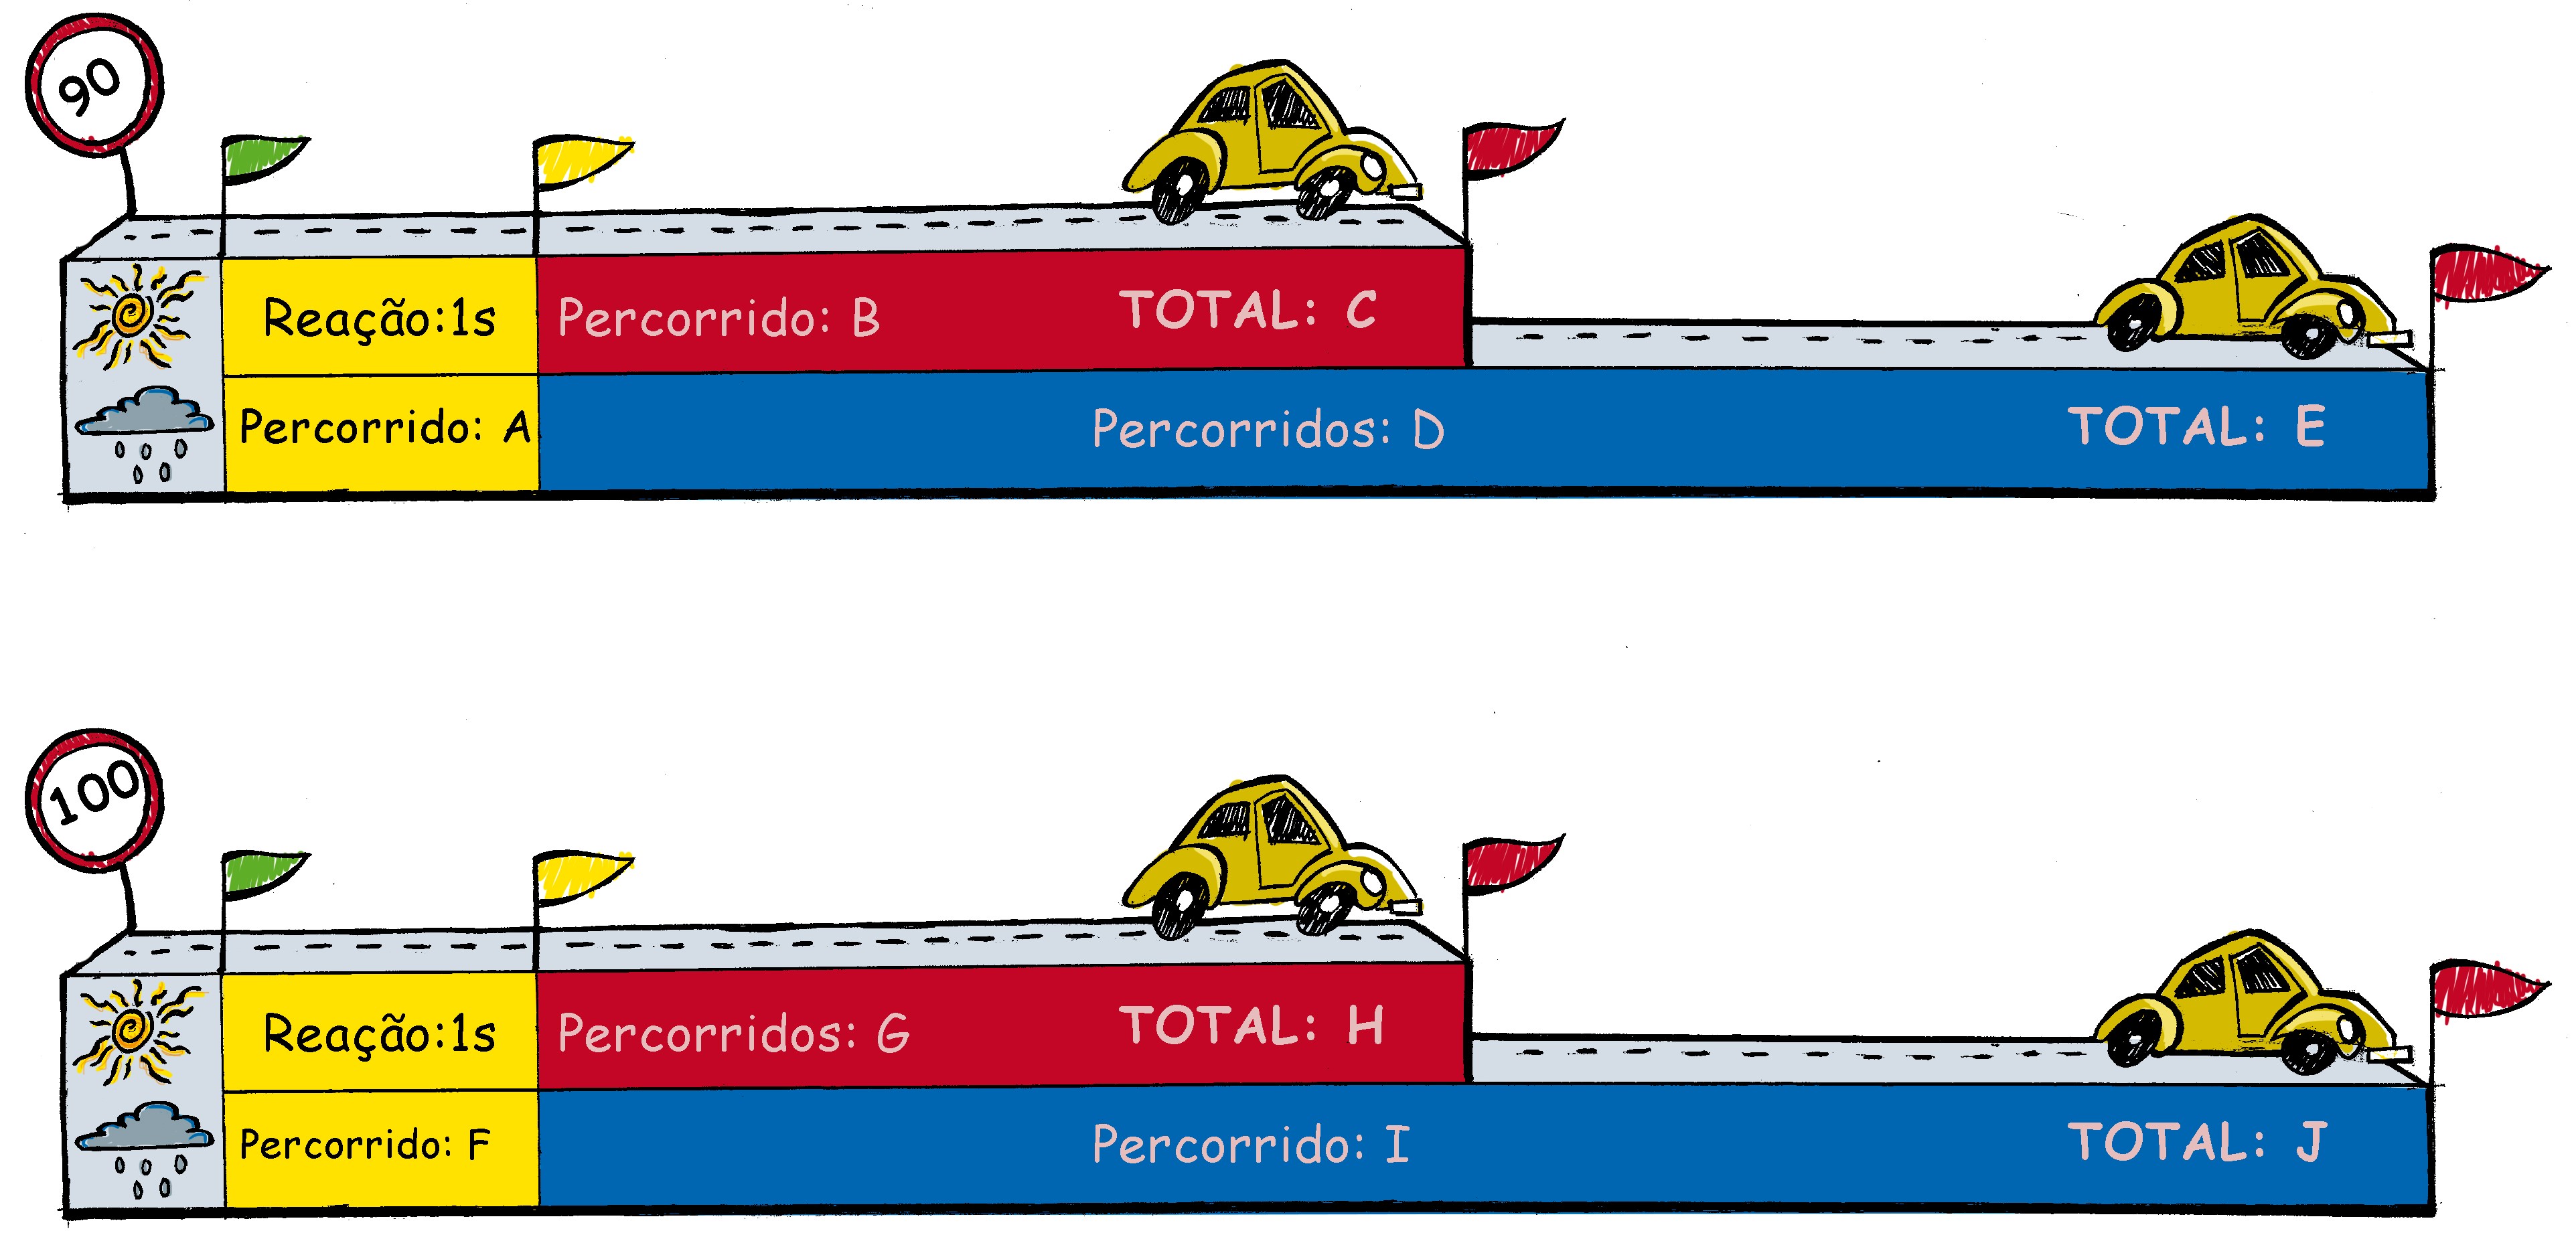 90
Reação:1s
Percorrido: B
TOTAL: C
Percorrido: A
Percorridos: D
TOTAL: E
100
Reação:1s
Percorridos: G
TOTAL: H
Percorrido: F
Percorrido: I
TOTAL: J